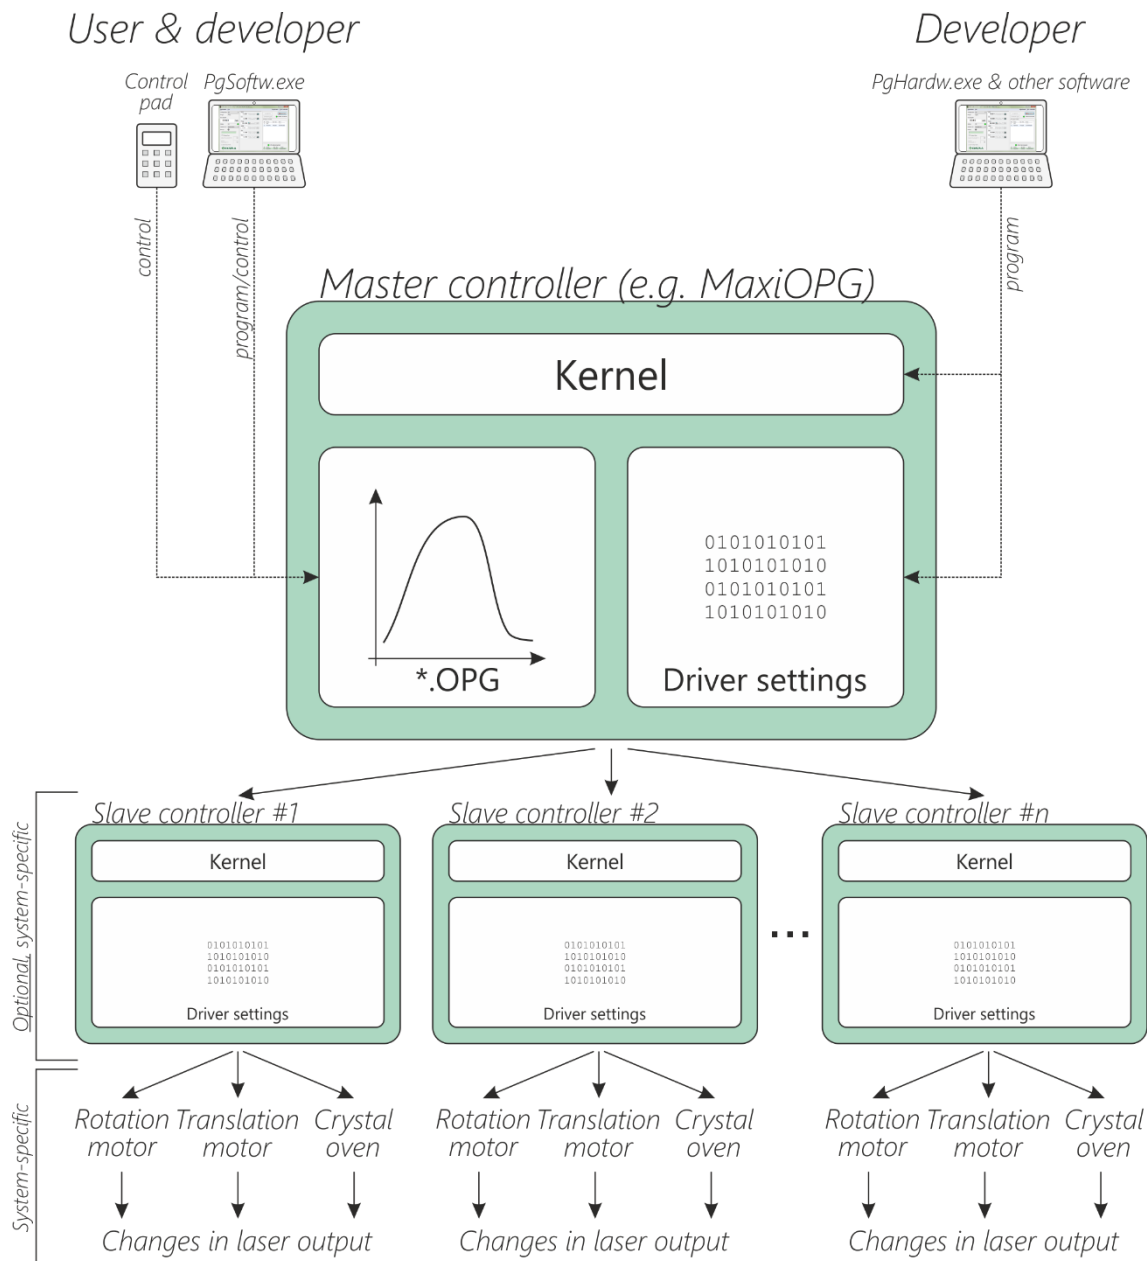 User & developer
Developer
Control
pad
PgSoftw.exe
PgHardw.exe & other software
control
program/control
program
Master controller (e.g. MaxiOPG)
Kernel
*.OPG
0101010101
1010101010
0101010101
1010101010
Driver settings
Optional, system-specific
Slave controller #1
Kernel
0101010101
1010101010
0101010101
1010101010
Driver settings
Slave controller #2
Kernel
0101010101
1010101010
0101010101
1010101010
Driver settings
...
Slave controller #n
Kernel
0101010101
1010101010
0101010101
1010101010
Driver settings
System-specific
Rotation
motor
Translation
motor
Crystal
oven
Changes in laser output
Rotation
motor
Translation
motor
Crystal
oven
Changes in laser output
Rotation
motor
Translation
motor
Crystal
oven
Changes in laser output